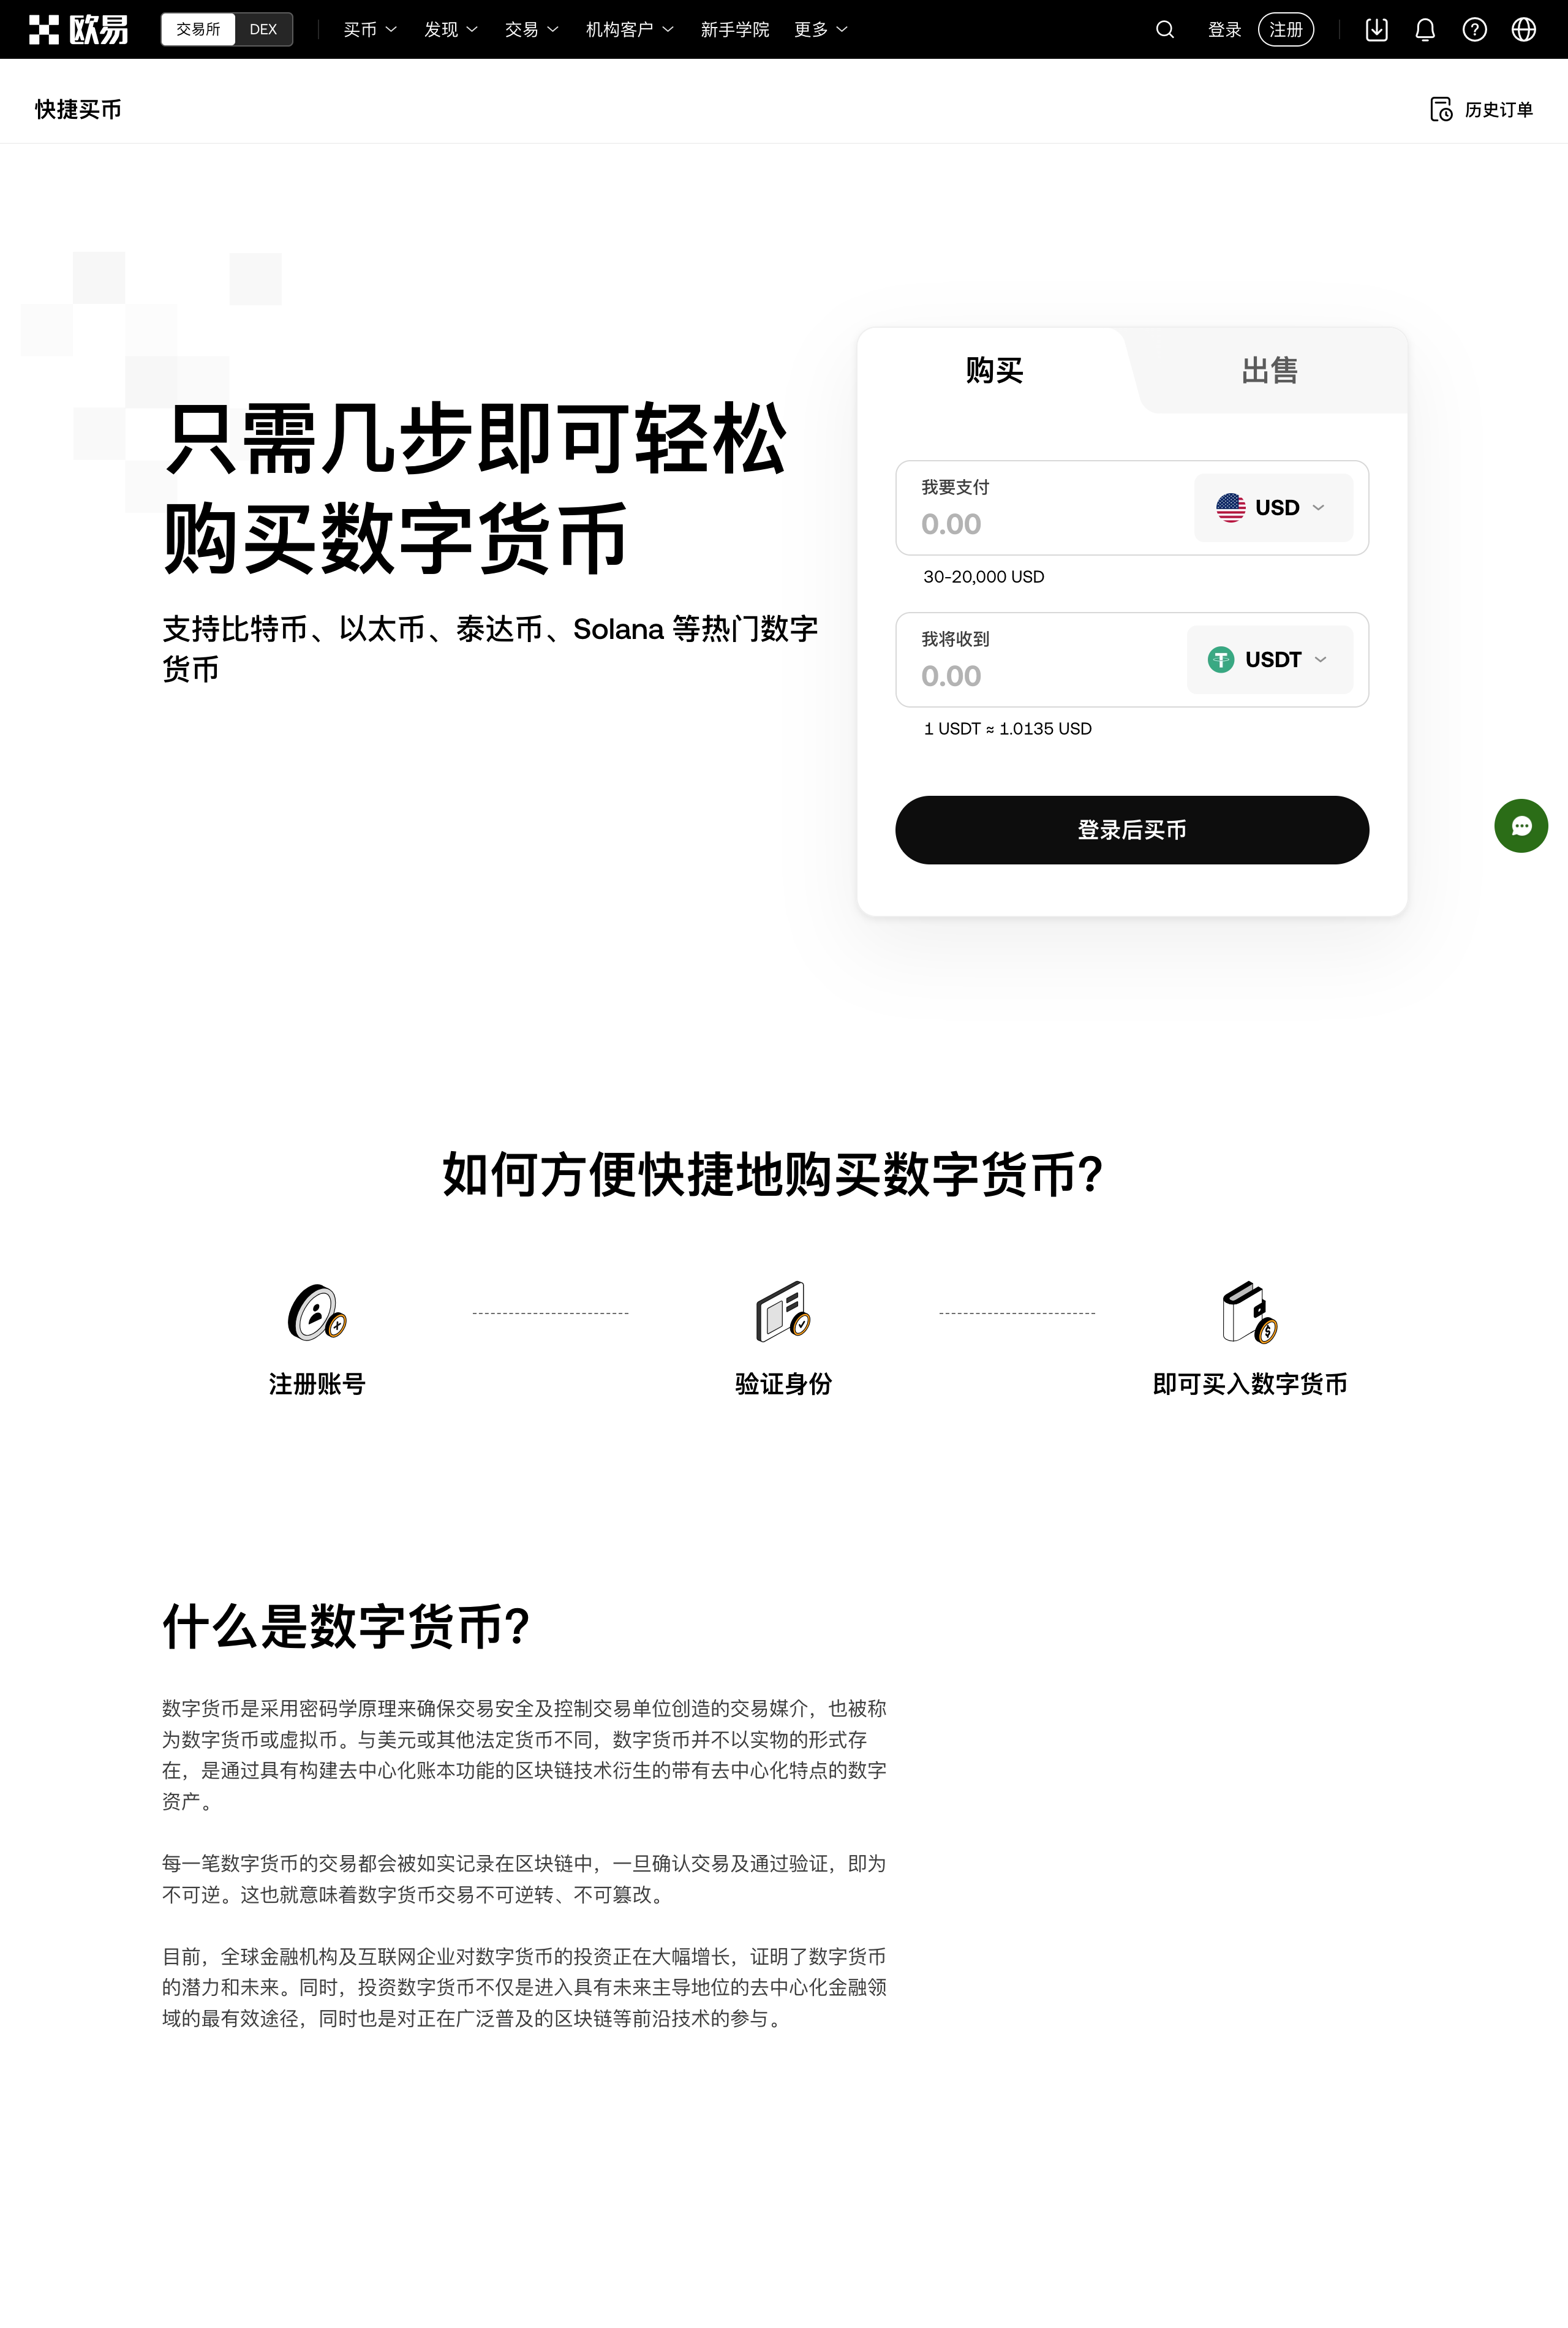 欧易
交易所 DEX 买币 发现 交易 机构客户 新手学院 更多 登录 注册
快捷买币 历史订单
购买 出售
只需几步即可轻松
购买数字货币
支持比特币、以太币、泰达币、Solana 等热门数字
货币
我要支付
0.00 USD
30-20,000 USD
我将收到
0.00 USDT
1 USDT ≈ 1.0135 USD
登录后买币
如何方便快捷地购买数字货币?
注册账号 验证身份 即可买入数字货币
什么是数字货币?
数字货币是采用密码学原理来确保交易安全及控制交易单位创造的交易媒介，也被称
为数字货币或虚拟币。与美元或其他法定货币不同，数字货币并不以实物的形式存
在，是通过具有构建去中心化账本功能的区块链技术衍生的带有去中心化特点的数字
资产。
每一笔数字货币的交易都会被如实记录在区块链中，一旦确认交易及通过验证，即为
不可逆。这也就意味着数字货币交易不可逆转、不可篡改。
目前，全球金融机构及互联网企业对数字货币的投资正在大幅增长，证明了数字货币
的潜力和未来。同时，投资数字货币不仅是进入具有未来主导地位的去中心化金融领
域的最有效途径，同时也是对正在广泛普及的区块链等前沿技术的参与。